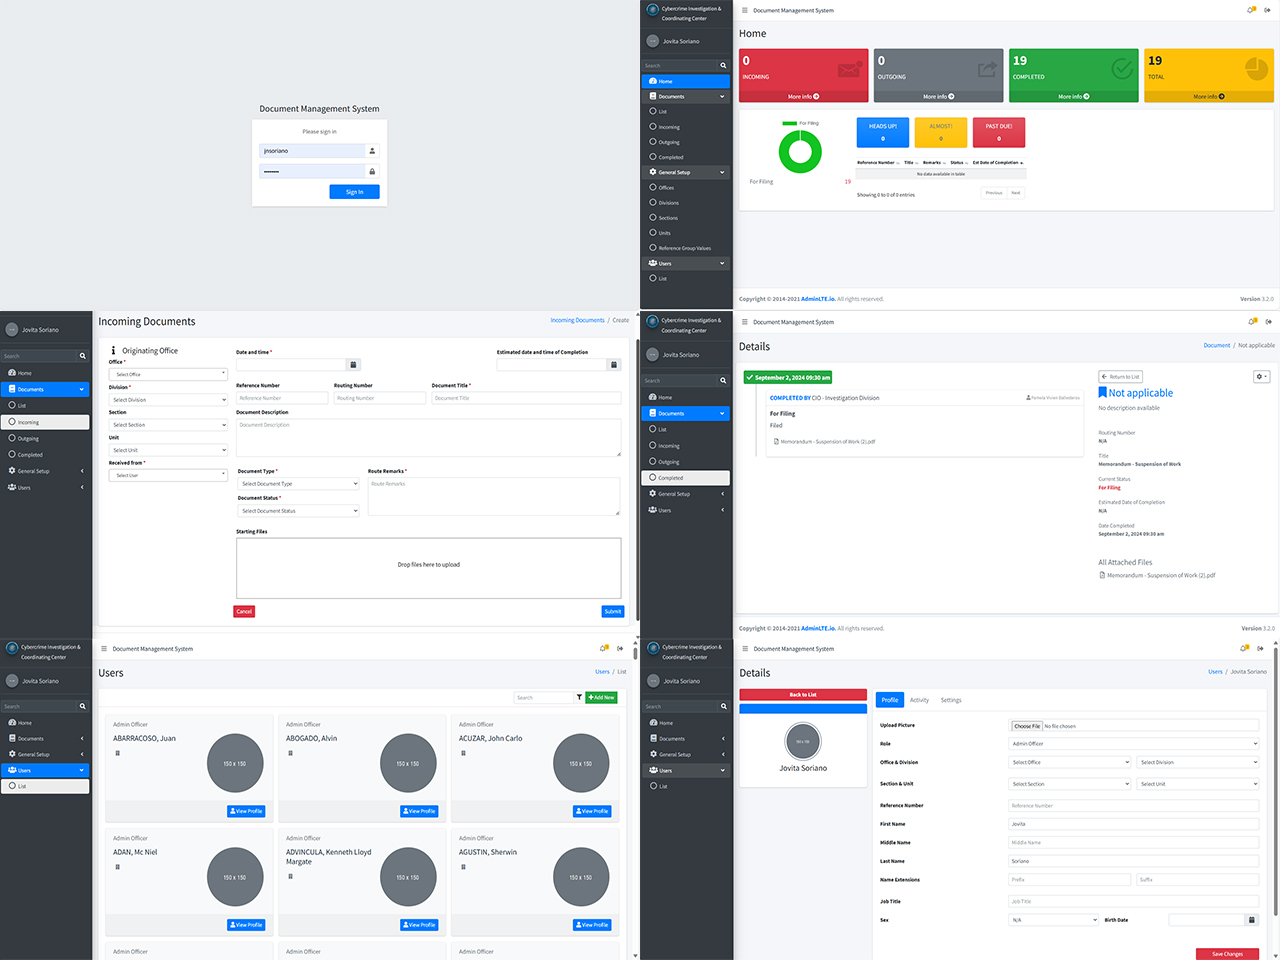 Document Management System
Please sign in
jnsoriano
Sign In
Cybercrime Investigation &
Coordinating Center
Jovita Soriano
Search
Home
Documents
List
Incoming
Outgoing
Completed
General Setup
Offices
Divisions
Sections
Units
Reference Group Values
Users
List
Document Management System
Home
0
INCOMING
More info
0
OUTGOING
More info
19
COMPLETED
More info
19
TOTAL
More info
For Filing
For Filing 19
HEADS UP!
0
ALMOST!
0
PAST DUE!
0
Reference Number Title Remarks Status Est Date of Completion
No data available in table
Showing 0 to 0 of 0 entries
Previous Next
Copyright © 2014-2021 AdminLTE.io. All rights reserved.
Version 3.2.0
Jovita Soriano
Search
Home
Documents
List
Incoming
Outgoing
Completed
General Setup
Users
Incoming Documents
Incoming Documents / Create
Originating Office
Office *
Select Office
Division *
Select Division
Section
Select Section
Unit
Select Unit
Received from *
Select User
Date and time *
Estimated date and time of Completion
Reference Number
Reference Number
Routing Number
Routing Number
Document Title *
Document Title
Document Description
Document Description
Document Type *
Select Document Type
Document Status *
Select Document Status
Route Remarks *
Route Remarks
Starting Files
Drop files here to upload
Cancel
Submit
Cybercrime Investigation &
Coordinating Center
Jovita Soriano
Search
Home
Documents
List
Incoming
Outgoing
Completed
General Setup
Users
Document Management System
Details
Document / Not applicable
September 2, 2024 09:30 am
COMPLETED BY CIO - Investigation Division
For Filing
Filed
Memorandum - Suspension of Work (2).pdf
Return to List
Not applicable
No description available
Routing Number
N/A
Title
Memorandum - Suspension of Work
Current Status
For Filing
Estimated Date of Completion
N/A
Date Completed
September 2, 2024 09:30 am
All Attached Files
Memorandum - Suspension of Work (2).pdf
Copyright © 2014-2021 AdminLTE.io. All rights reserved.
Version 3.2.0
Cybercrime Investigation &
Coordinating Center
Jovita Soriano
Search
Home
Documents
General Setup
Users
List
Document Management System
Users
Users / List
Search
Add New
Admin Officer
ABARRACOSO, Juan
150 x 150
View Profile
Admin Officer
ABOGADO, Alvin
150 x 150
View Profile
Admin Officer
ACUZAR, John Carlo
150 x 150
View Profile
Admin Officer
ADAN, Mc Niel
150 x 150
View Profile
Admin Officer
ADVINCULA, Kenneth Lloyd
Margate
150 x 150
View Profile
Admin Officer
AGUSTIN, Sherwin
150 x 150
View Profile
Admin Officer
Admin Officer
Admin Officer
Cybercrime Investigation &
Coordinating Center
Jovita Soriano
Search
Home
Documents
General Setup
Users
List
Document Management System
Details
Users / Jovita Soriano
Back to List
Jovita Soriano
Profile Activity Settings
Upload Picture Choose File No file chosen
Role Admin Officer
Office & Division Select Office Select Division
Section & Unit Select Section Select Unit
Reference Number Reference Number
First Name Jovita
Middle Name Middle Name
Last Name Soriano
Name Extensions Prefix Suffix
Job Title Job Title
Sex N/A Birth Date
Save Changes